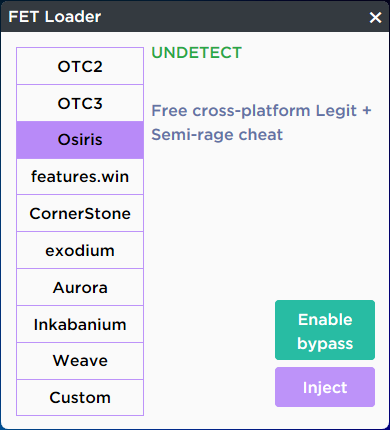 FET Loader
OTC2
OTC3
Osiris
features.win
CornerStone
exodium
Aurora
Inkabanium
Weave
Custom
UNDETECT
Free cross-platform Legit +
Semi-rage cheat
Enable
bypass
Inject